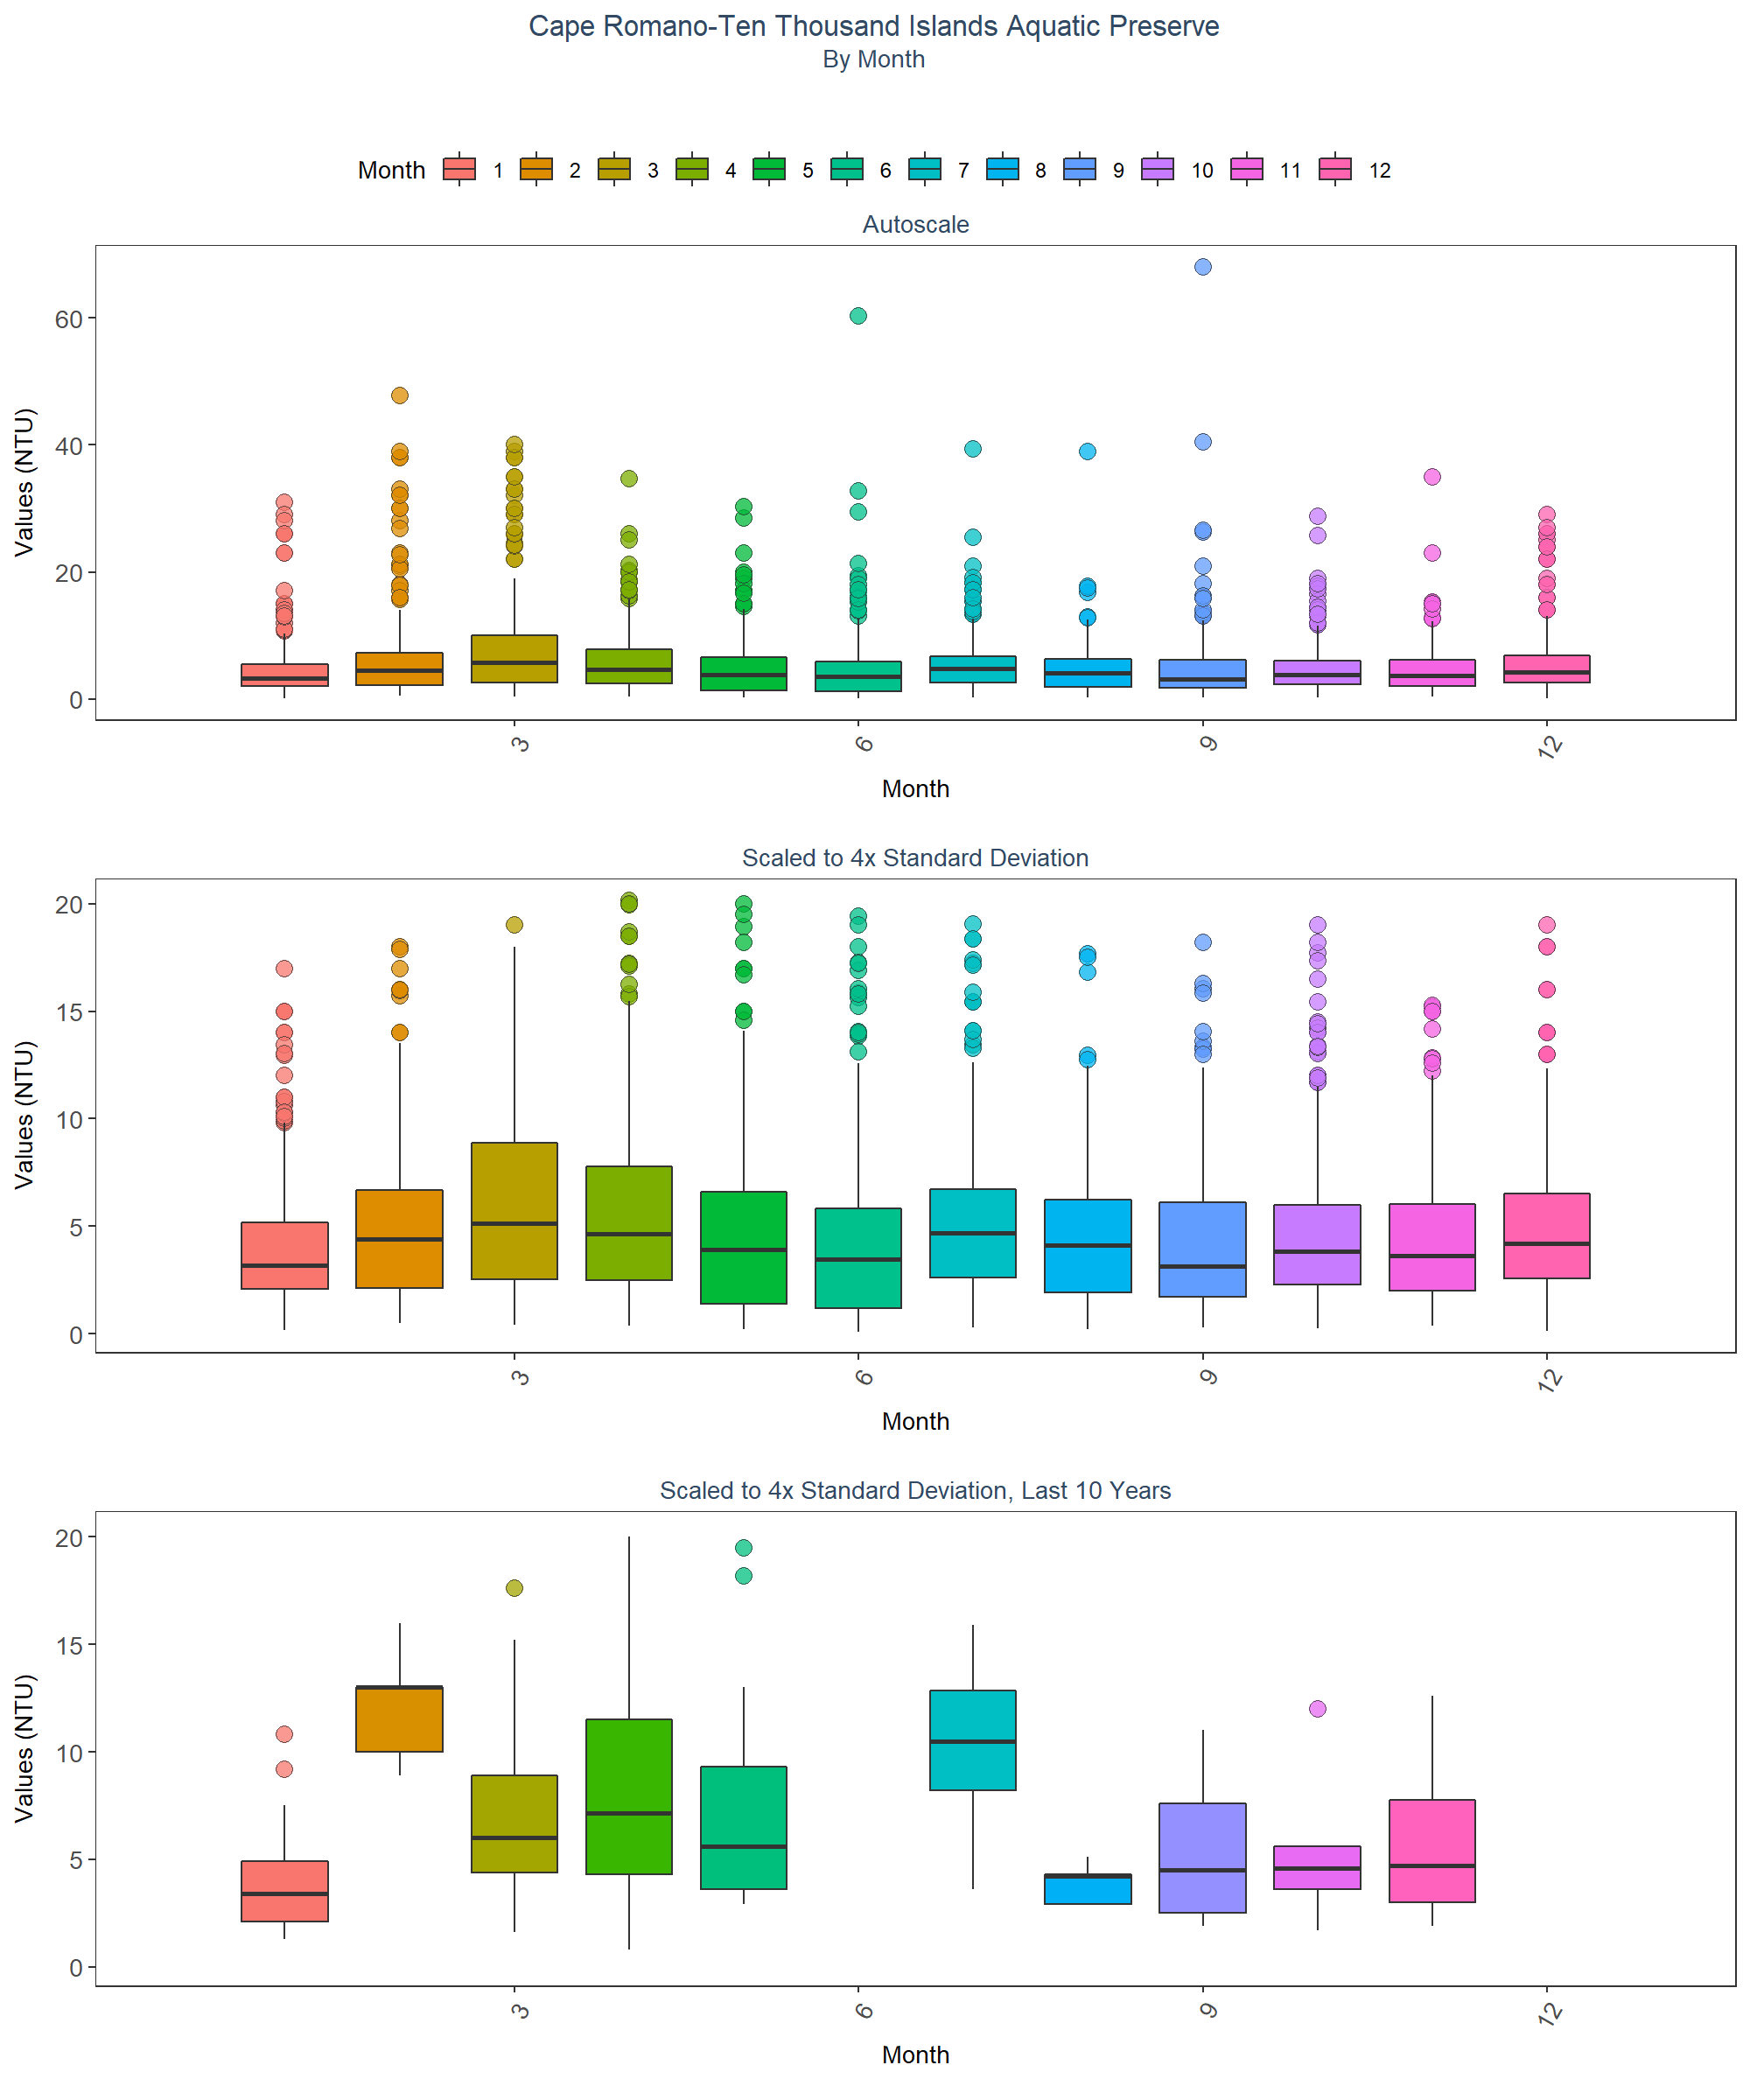 Cape Romano-Ten Thousand Islands Aquatic Preserve
By Month
Month 1 2 3 4 5 6 7 8 9 10 11 12
Autoscale
Values (NTU)
60
40
20
0
3 6 9 12
Month
Scaled to 4x Standard Deviation
Values (NTU)
20
15
10
5
0
3 6 9 12
Month
Scaled to 4x Standard Deviation, Last 10 Years
Values (NTU)
20
15
10
5
0
3 6 9 12
Month